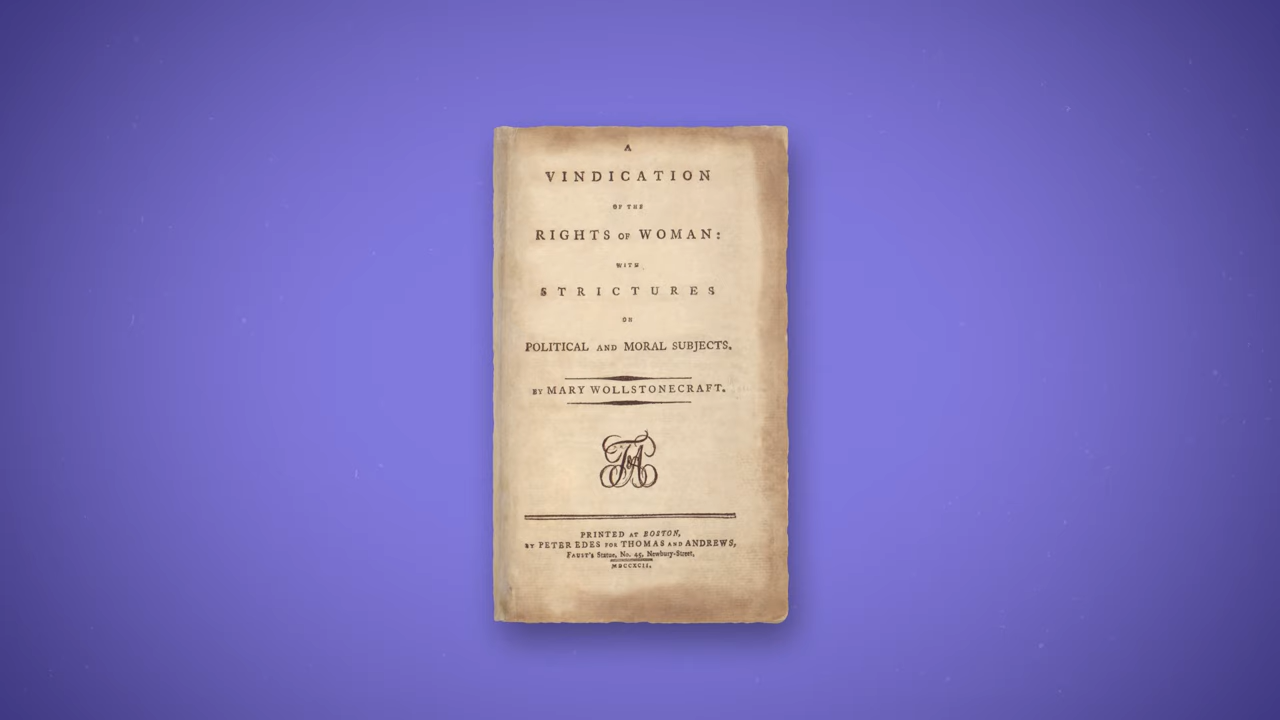 A
VINDICATION
OF THE
RIGHTS OF WOMAN:
WITH
STRICTURES
ON
POLITICAL AND MORAL SUBJECTS.
BY MARY WOLLSTONECRAFT.
T&A
PRINTED AT BOSTON,
BY PETER EDES FOR THOMAS AND ANDREWS,
FAUST'S Statue, No. 45, Newbury-Street,
MDCCXCII.